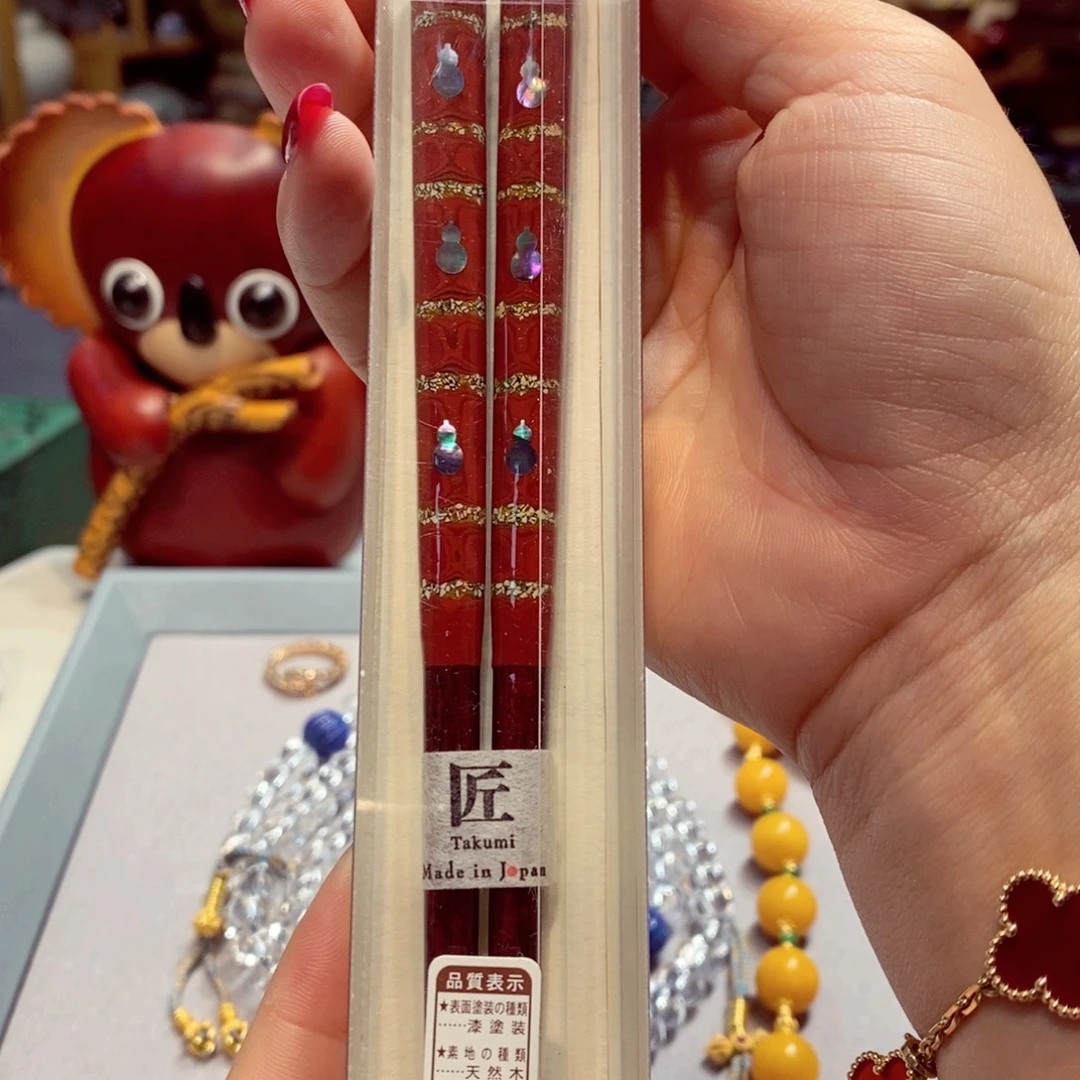 匠
Takumi
Made in Japan
品質表示
★表面塗装の種類
……漆塗装
★素地の種類
……天然木